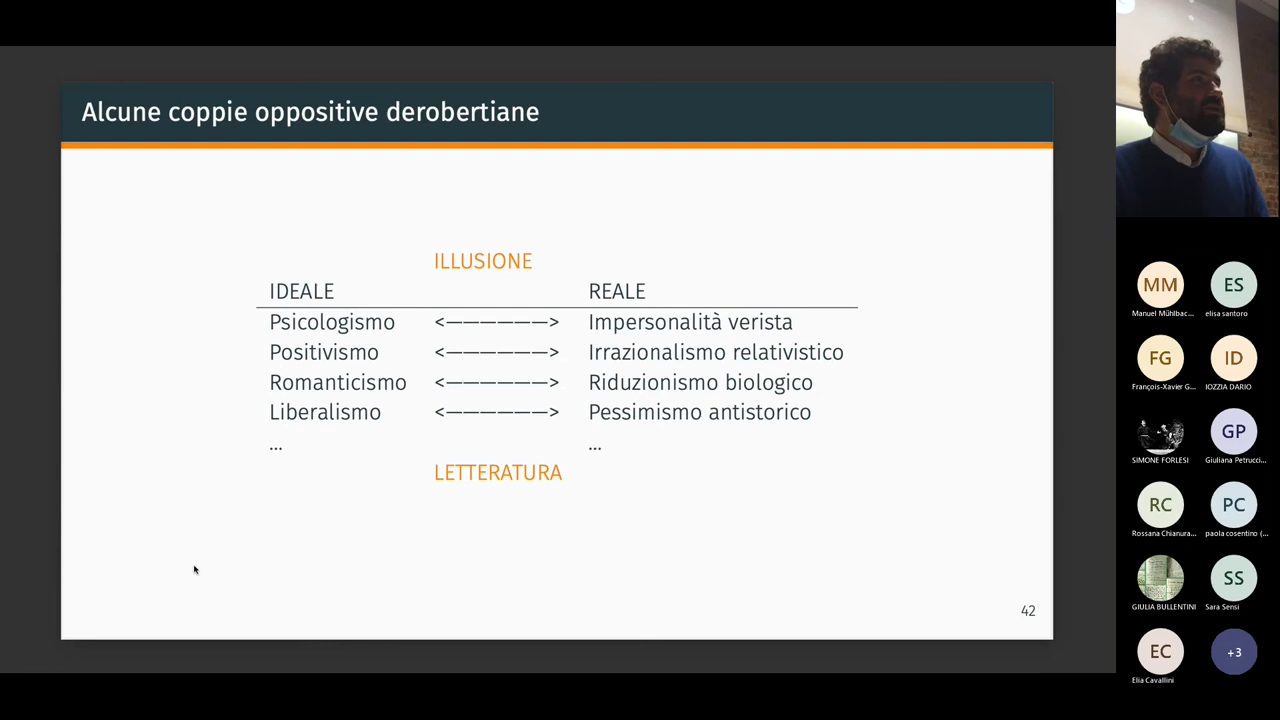 Alcune coppie oppositive derobertiane
ILLUSIONE
IDEALE REALE
Psicologismo <——————> Impersonalità verista
Positivismo <——————> Irrazionalismo relativistico
Romanticismo <——————> Riduzionismo biologico
Liberalismo <——————> Pessimismo antistorico
... ...
LETTERATURA
42
MM ES
Manuel Mühlbac... elisa santoro
FG ID
François-Xavier G... IOZZIA DARIO
GP
SIMONE FORLESI Giuliana Petrucci...
RC PC
Rossana Chianura... paola cosentino (...
SS
GIULIA BULLENTINI Sara Sensi
EC +3
Elia Cavallini